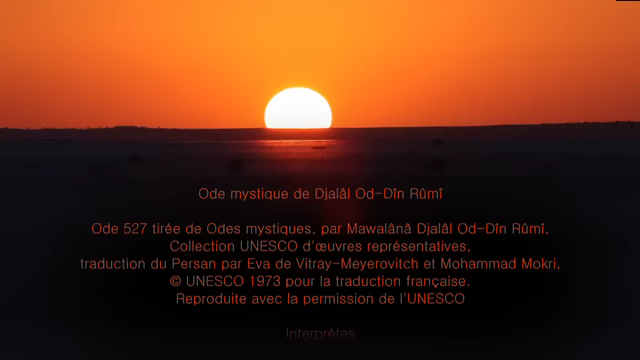 Ode mystique de Djalâl Od-Dîn Rûmî
Ode 527 tirée de Odes mystiques, par Mawalânâ Djalâl Od-Dîn Rûmî,
Collection UNESCO d'œuvres représentatives,
traduction du Persan par Eva de Vitray-Meyerovitch et Mohammad Mokri,
© UNESCO 1973 pour la traduction française.
Reproduite avec la permission de l'UNESCO
Interprêtes